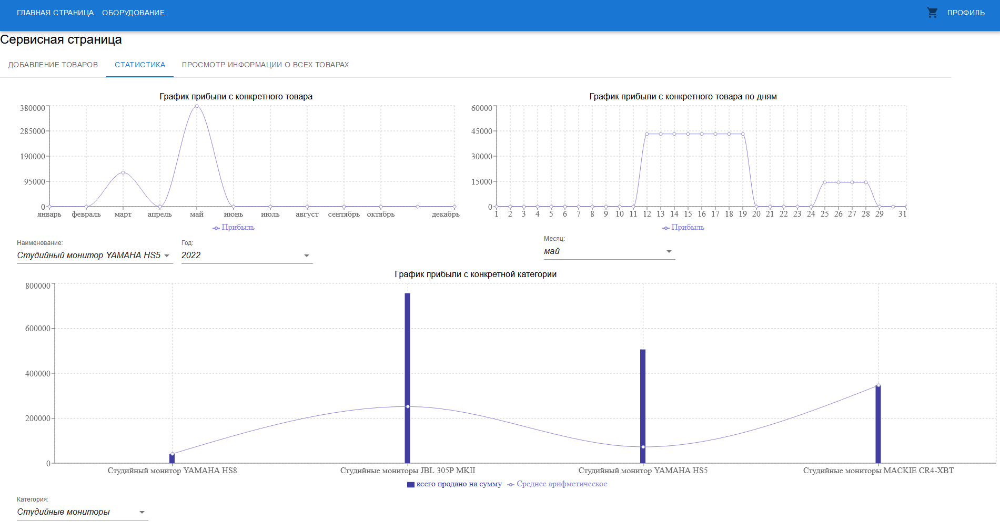 ГЛАВНАЯ СТРАНИЦА ОБОРУДОВАНИЕ ПРОФИЛЬ
Сервисная страница
ДОБАВЛЕНИЕ ТОВАРОВ СТАТИСТИКА ПРОСМОТР ИНФОРМАЦИИ О ВСЕХ ТОВАРАХ
График прибыли с конкретного товара
380000
285000
190000
95000
0
январь февраль март апрель май июнь июль август сентябрь октябрь декабрь
Прибыль
Наименование: Год:
Студийный монитор YAMAHA HS5 2022
График прибыли с конкретного товара по дням
60000
45000
30000
15000
0
1 2 3 4 5 6 7 8 9 10 11 12 13 14 15 16 17 18 19 20 21 22 23 24 25 26 27 28 29 31
Прибыль
Месяц:
май
График прибыли с конкретной категории
800000
600000
400000
200000
0
Студийный монитор YAMAHA HS8 Студийные мониторы JBL 305P MKII Студийный монитор YAMAHA HS5 Студийные мониторы MACKIE CR4-XBT
всего продано на сумму Среднее арифметическое
Категория:
Студийные мониторы